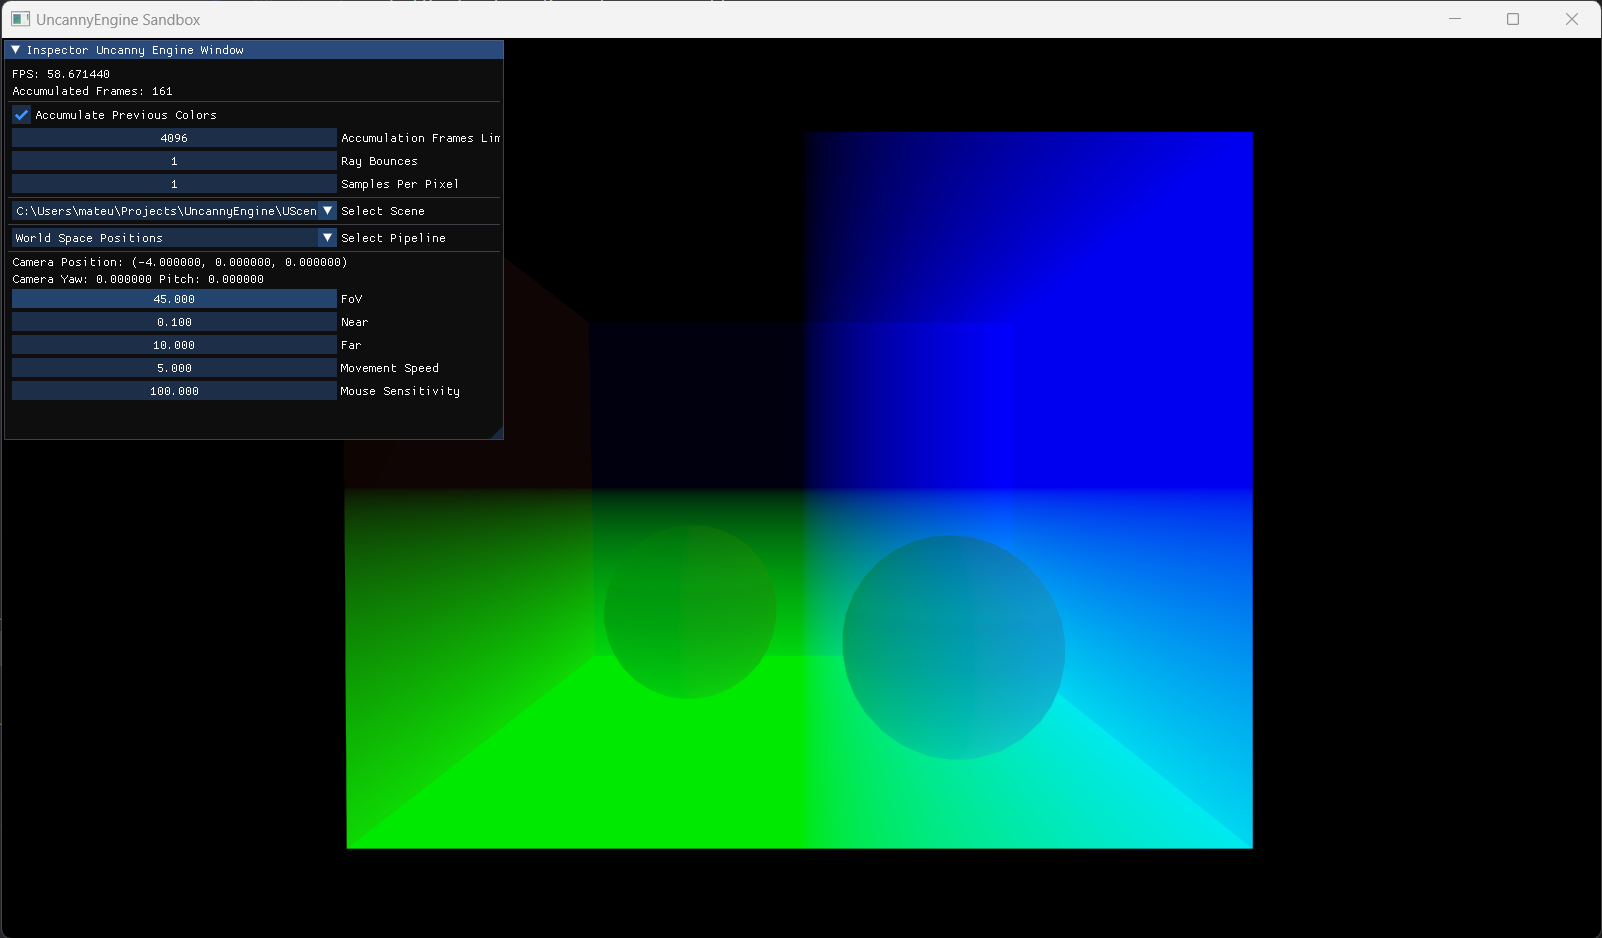 UncannyEngine Sandbox
Inspector Uncanny Engine Window
FPS: 58.671440
Accumulated Frames: 161
Accumulate Previous Colors
4096 Accumulation Frames Lim
1 Ray Bounces
1 Samples Per Pixel
C:\Users\mateu\Projects\UncannyEngine\UScen Select Scene
World Space Positions Select Pipeline
Camera Position: (-4.000000, 0.000000, 0.000000)
Camera Yaw: 0.000000 Pitch: 0.000000
45.000 FoV
0.100 Near
10.000 Far
5.000 Movement Speed
100.000 Mouse Sensitivity